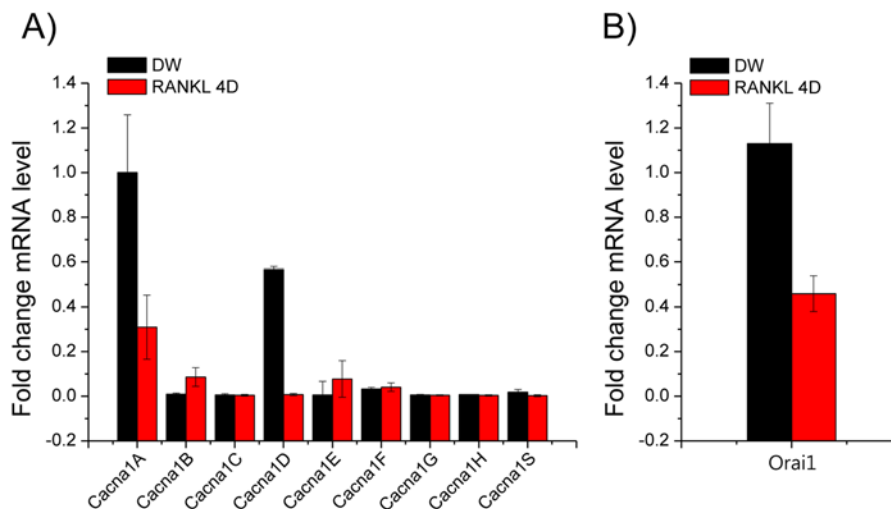 A)
DW
RANKL 4D
Fold change mRNA level
1.4
1.2
1.0
0.8
0.6
0.4
0.2
0.0
-0.2
Cacna1A
Cacna1B
Cacna1C
Cacna1D
Cacna1E
Cacna1F
Cacna1G
Cacna1H
Cacna1S
B)
DW
RANKL 4D
Fold change mRNA level
1.4
1.2
1.0
0.8
0.6
0.4
0.2
0.0
-0.2
Orai1